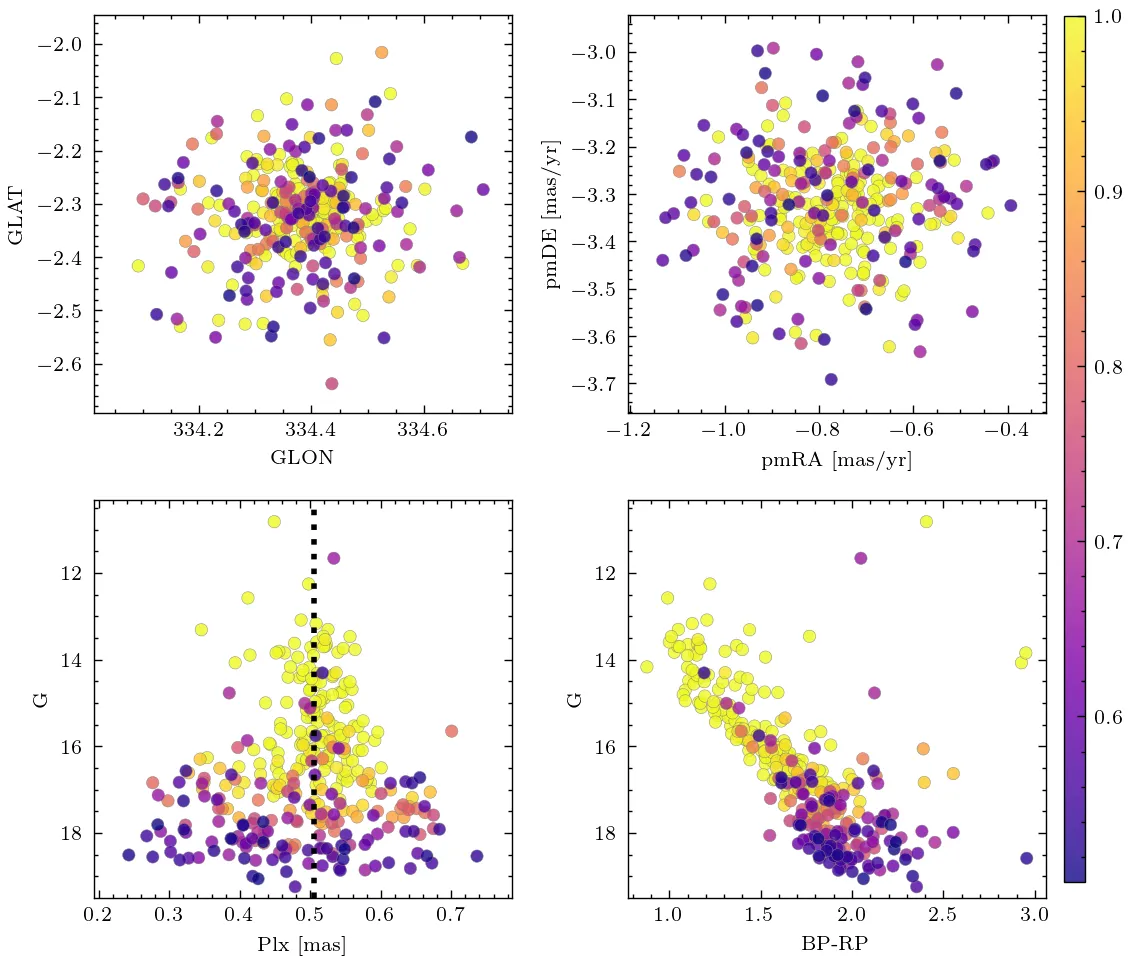 −2.0
−2.1
−2.2
−2.3
−2.4
−2.5
−2.6
GLAT
334.2 334.4 334.6
GLON
−3.0
−3.1
−3.2
−3.3
−3.4
−3.5
−3.6
−3.7
pmDE [mas/yr]
−1.2 −1.0 −0.8 −0.6 −0.4
pmRA [mas/yr]
12
14
16
18
G
0.2 0.3 0.4 0.5 0.6 0.7
Plx [mas]
12
14
16
18
G
1.0 1.5 2.0 2.5 3.0
BP-RP
1.0
0.9
0.8
0.7
0.6